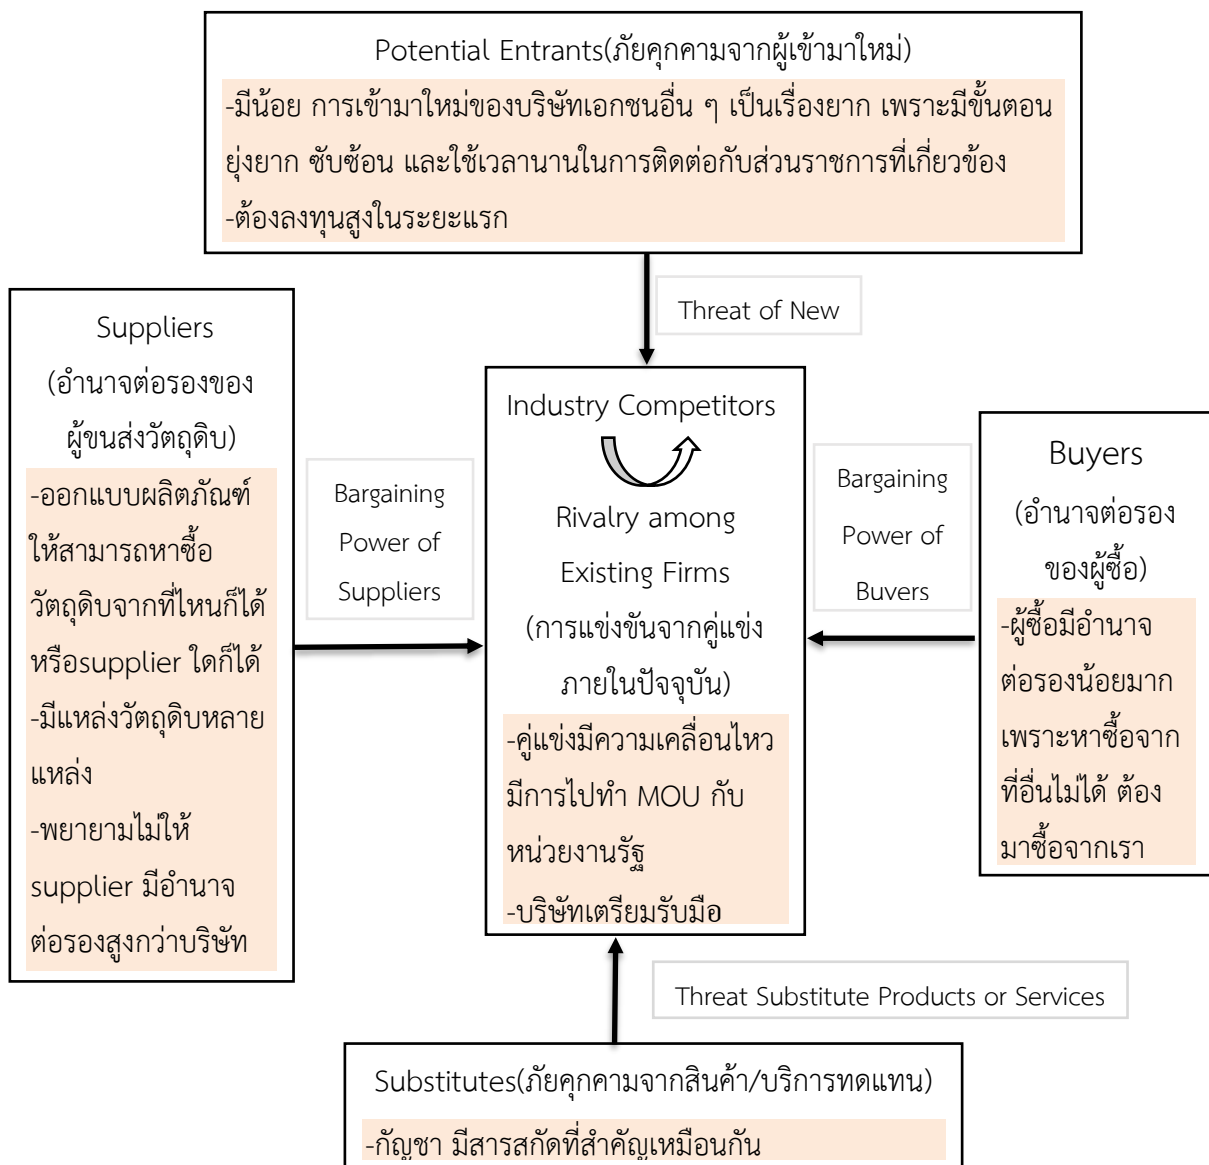 Potential Entrants(ภัยคุกคามจากผู้เข้ามาใหม่)
-มีน้อย การเข้ามาใหม่ของบริษัทเอกชนอื่น ๆ เป็นเรื่องยาก เพราะมีขั้นตอน
ยุ่งยาก ซับซ้อน และใช้เวลานานในการติดต่อกับส่วนราชการที่เกี่ยวข้อง
-ต้องลงทุนสูงในระยะแรก
Threat of New
Suppliers
(อำนาจต่อรองของ
ผู้ขนส่งวัตถุดิบ)
-ออกแบบผลิตภัณฑ์
ให้สามารถหาซื้อ
วัตถุดิบจากที่ไหนก็ได้
หรือsupplier ใดก็ได้
-มีแหล่งวัตถุดิบหลาย
แหล่ง
-พยายามไม่ให้
supplier มีอำนาจ
ต่อรองสูงกว่าบริษัท
Bargaining
Power of
Suppliers
Industry Competitors
Rivalry among
Existing Firms
(การแข่งขันจากคู่แข่ง
ภายในปัจจุบัน)
-คู่แข่งมีความเคลื่อนไหว
มีการไปทำ MOU กับ
หน่วยงานรัฐ
-บริษัทเตรียมรับมือ
Bargaining
Power of
Buyers
Buyers
(อำนาจต่อรอง
ของผู้ซื้อ)
-ผู้ซื้อมีอำนาจ
ต่อรองน้อยมาก
เพราะหาซื้อจาก
ที่อื่นไม่ได้ ต้อง
มาซื้อจากเรา
Threat Substitute Products or Services
Substitutes(ภัยคุกคามจากสินค้า/บริการทดแทน)
-กัญชา มีสารสกัดที่สำคัญเหมือนกัน